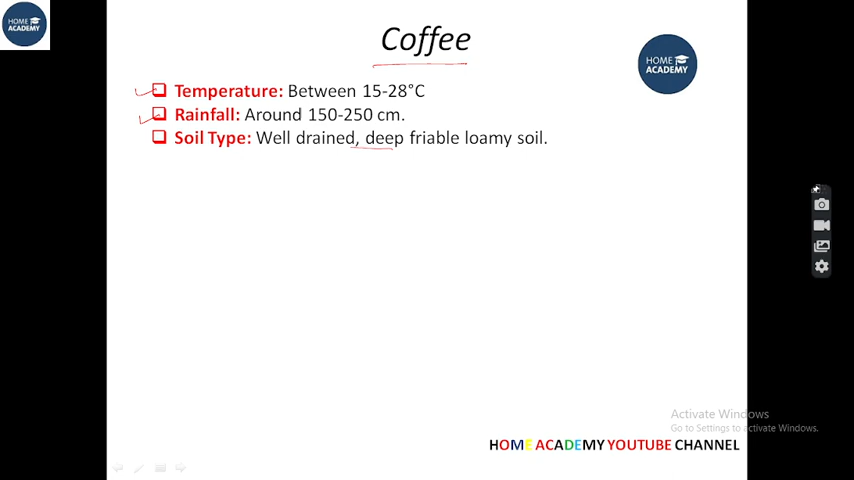 HOME
ACADEMY
Coffee
HOME
ACADEMY
Temperature: Between 15-28°C
Rainfall: Around 150-250 cm.
Soil Type: Well drained, deep friable loamy soil.
Activate Windows
Go to Settings to activate Windows.
HOME ACADEMY YOUTUBE CHANNEL